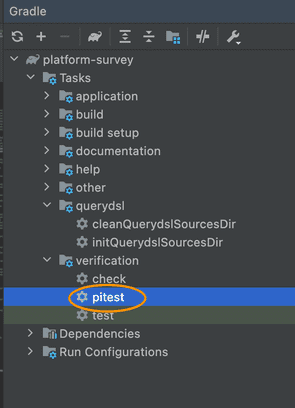 Gradle
platform-survey
Tasks
application
build
build setup
documentation
help
other
querydsl
cleanQuerydslSourcesDir
initQuerydslSourcesDir
verification
check
pitest
test
Dependencies
Run Configurations